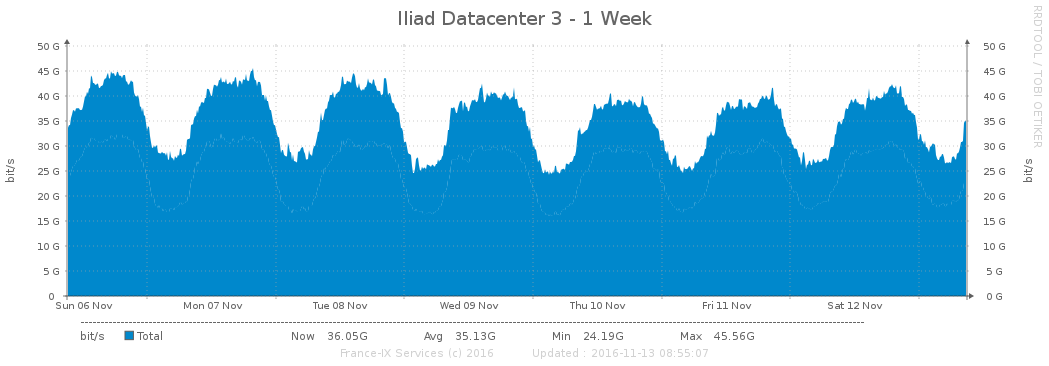 Iliad Datacenter 3 - 1 Week
RRDTOOL / TOBI OETIKER
50 G 50 G
45 G 45 G
40 G 40 G
35 G 35 G
30 G 30 G
25 G 25 G
20 G 20 G
15 G 15 G
10 G 10 G
5 G 5 G
0 0 G
bit/s bit/s
Sun 06 Nov Mon 07 Nov Tue 08 Nov Wed 09 Nov Thu 10 Nov Fri 11 Nov Sat 12 Nov
bit/s Total Now 36.05G Avg 35.13G Min 24.19G Max 45.56G
France-IX Services (c) 2016 Updated : 2016-11-13 08:55:07